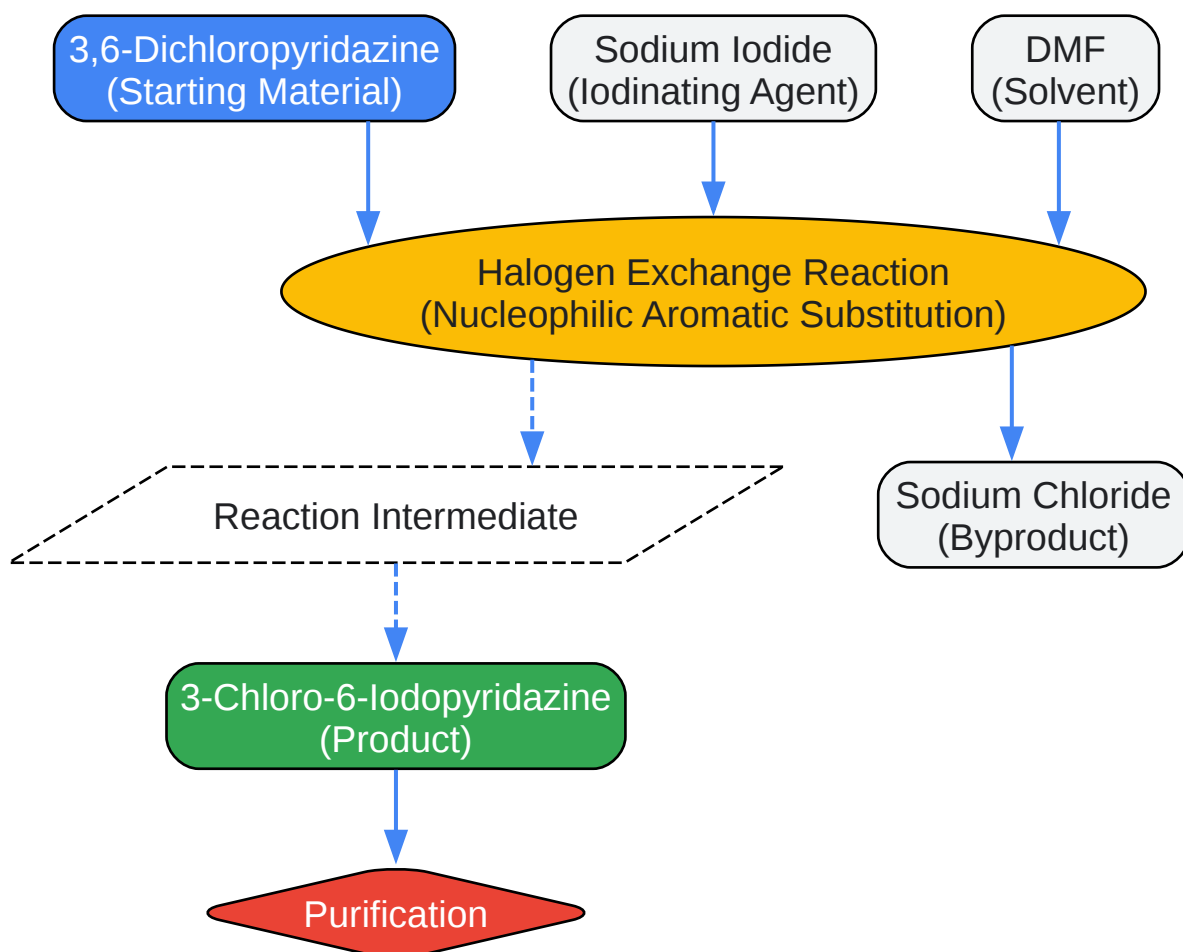 3,6-Dichloropyridazine
(Starting Material)
Sodium Iodide
(Iodinating Agent)
DMF
(Solvent)
Halogen Exchange Reaction
(Nucleophilic Aromatic Substitution)
Reaction Intermediate
Sodium Chloride
(Byproduct)
3-Chloro-6-Iodopyridazine
(Product)
Purification